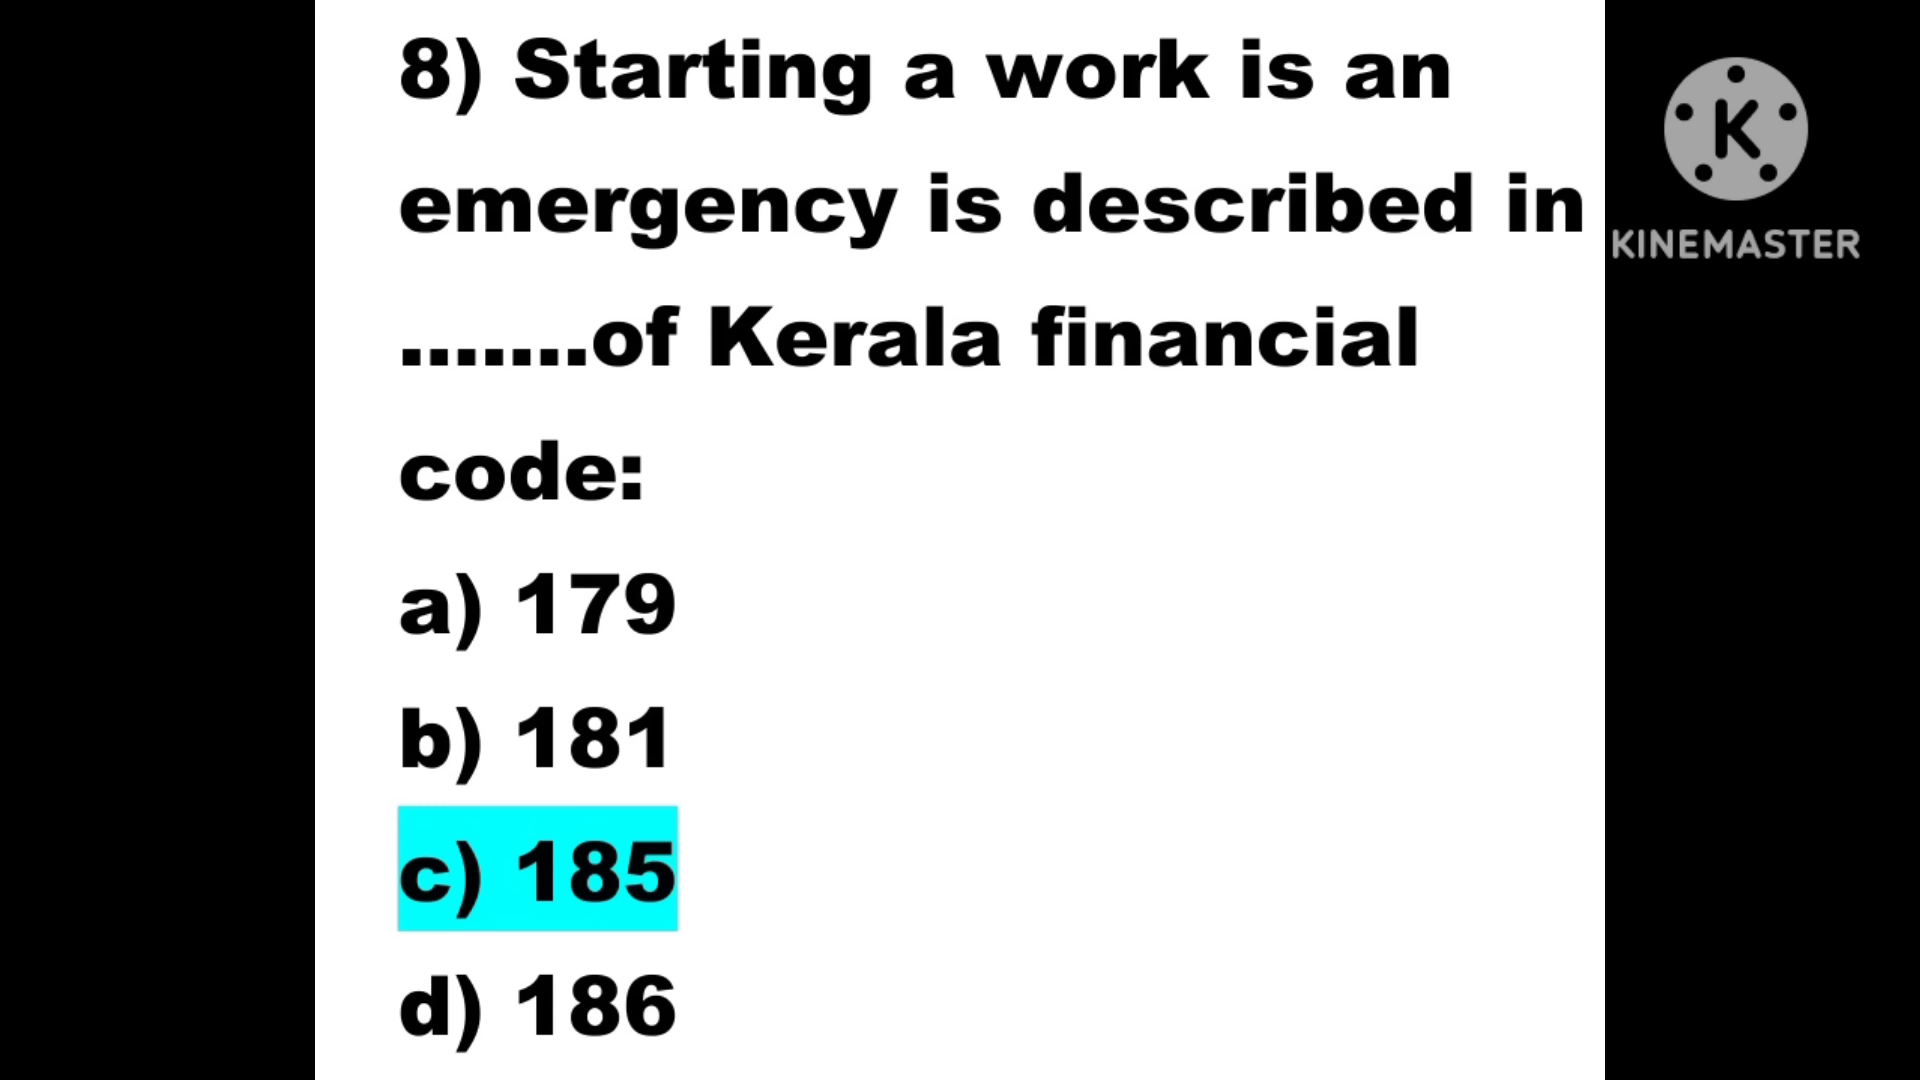 8) Starting a work is an
emergency is described in
.......of Kerala financial
code:
a) 179
b) 181
c) 185
d) 186
K
KINEMASTER